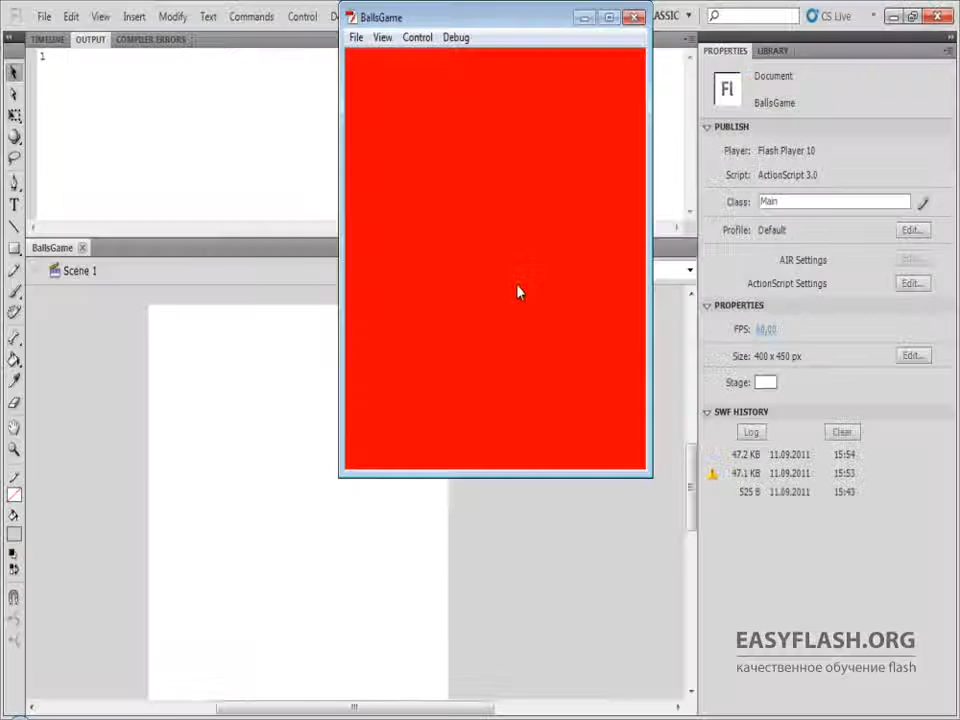 File Edit View Insert Modify Text Commands Control
BallsGame
ASSIC
CS Live
File View Control Debug
TIMELINE OUTPUT COMPILER ERRORS
1
BallsGame
Scene 1
PROPERTIES LIBRARY
Fl
Document
BallsGame
PUBLISH
Player: Flash Player 10
Script: ActionScript 3.0
Class: Main
Profile: Default Edit...
AIR Settings
ActionScript Settings Edit...
PROPERTIES
FPS: 60,00
Size: 400 x 450 px Edit...
Stage:
SWF HISTORY
Log Clear
47.2 KB 11.09.2011 15:54
47.1 KB 11.09.2011 15:53
525 B 11.09.2011 15:43
EASYFLASH.ORG
качественное обучение flash